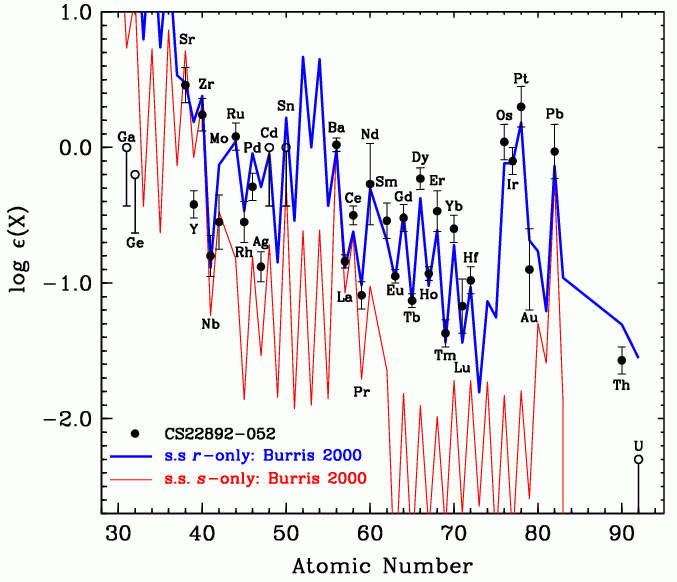 1.0
0.0
−1.0
−2.0
log ε(X)
Sr
Zr
Ga
Ge
Y
Nb
Mo
Ru
Pd
Rh
Ag
Cd
Sn
Ba
La
Ce
Pr
Nd
Sm
Eu
Gd
Tb
Dy
Ho
Er
Tm
Yb
Lu
Hf
Os
Ir
Pt
Au
Pb
Th
U
CS22892−052
s.s r−only: Burris 2000
s.s. s−only: Burris 2000
30 40 50 60 70 80 90
Atomic Number